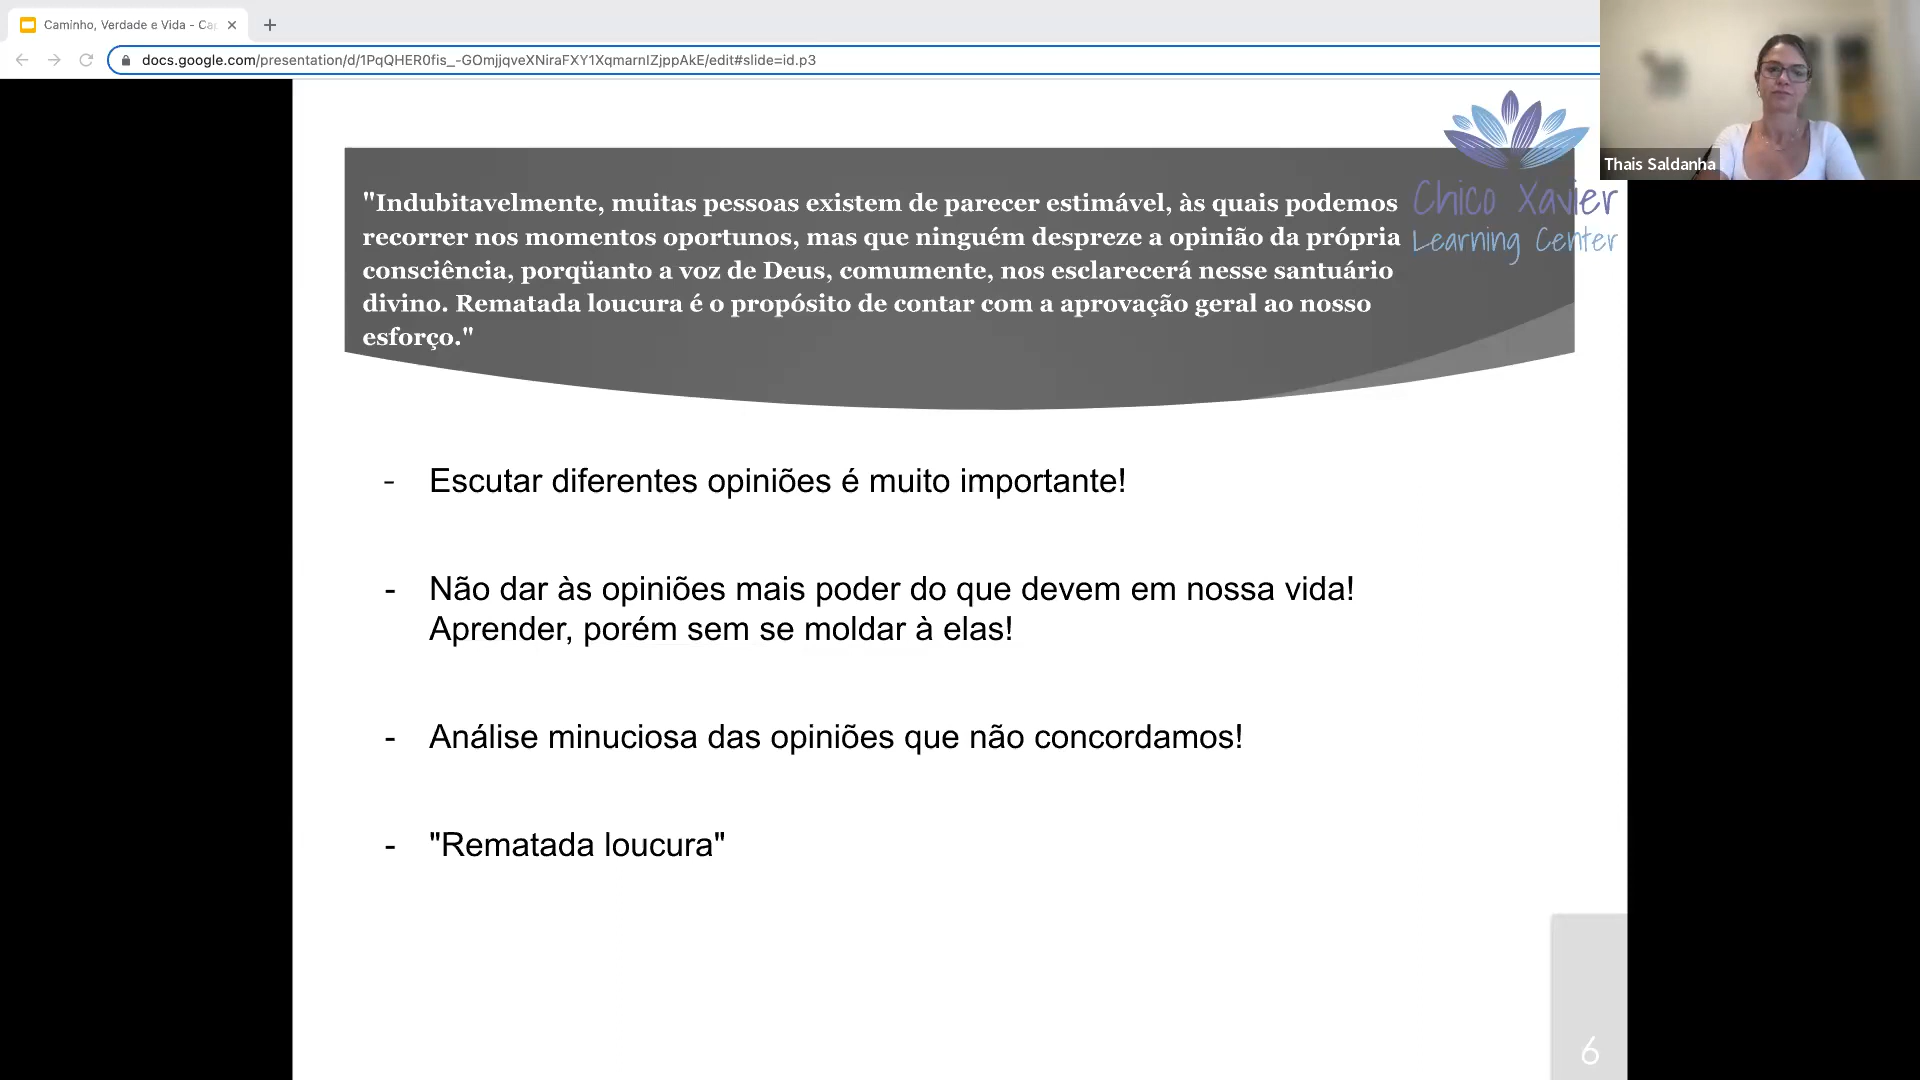 Caminho, Verdade e Vida - Ca
docs.google.com/presentation/d/1PqQHER0fis_-GOmjjqveXNiraFXY1XqmarnIZjppAkE/edit#slide=id.p3
Thais Saldanha
Chico Xavier
Learning Center
"Indubitavelmente, muitas pessoas existem de parecer estimável, às quais podemos
recorrer nos momentos oportunos, mas que ninguém despreze a opinião da própria
consciência, porqüanto a voz de Deus, comumente, nos esclarecerá nesse santuário
divino. Rematada loucura é o propósito de contar com a aprovação geral ao nosso
esforço."
- Escutar diferentes opiniões é muito importante!
- Não dar às opiniões mais poder do que devem em nossa vida!
Aprender, porém sem se moldar à elas!
- Análise minuciosa das opiniões que não concordamos!
- "Rematada loucura"
6